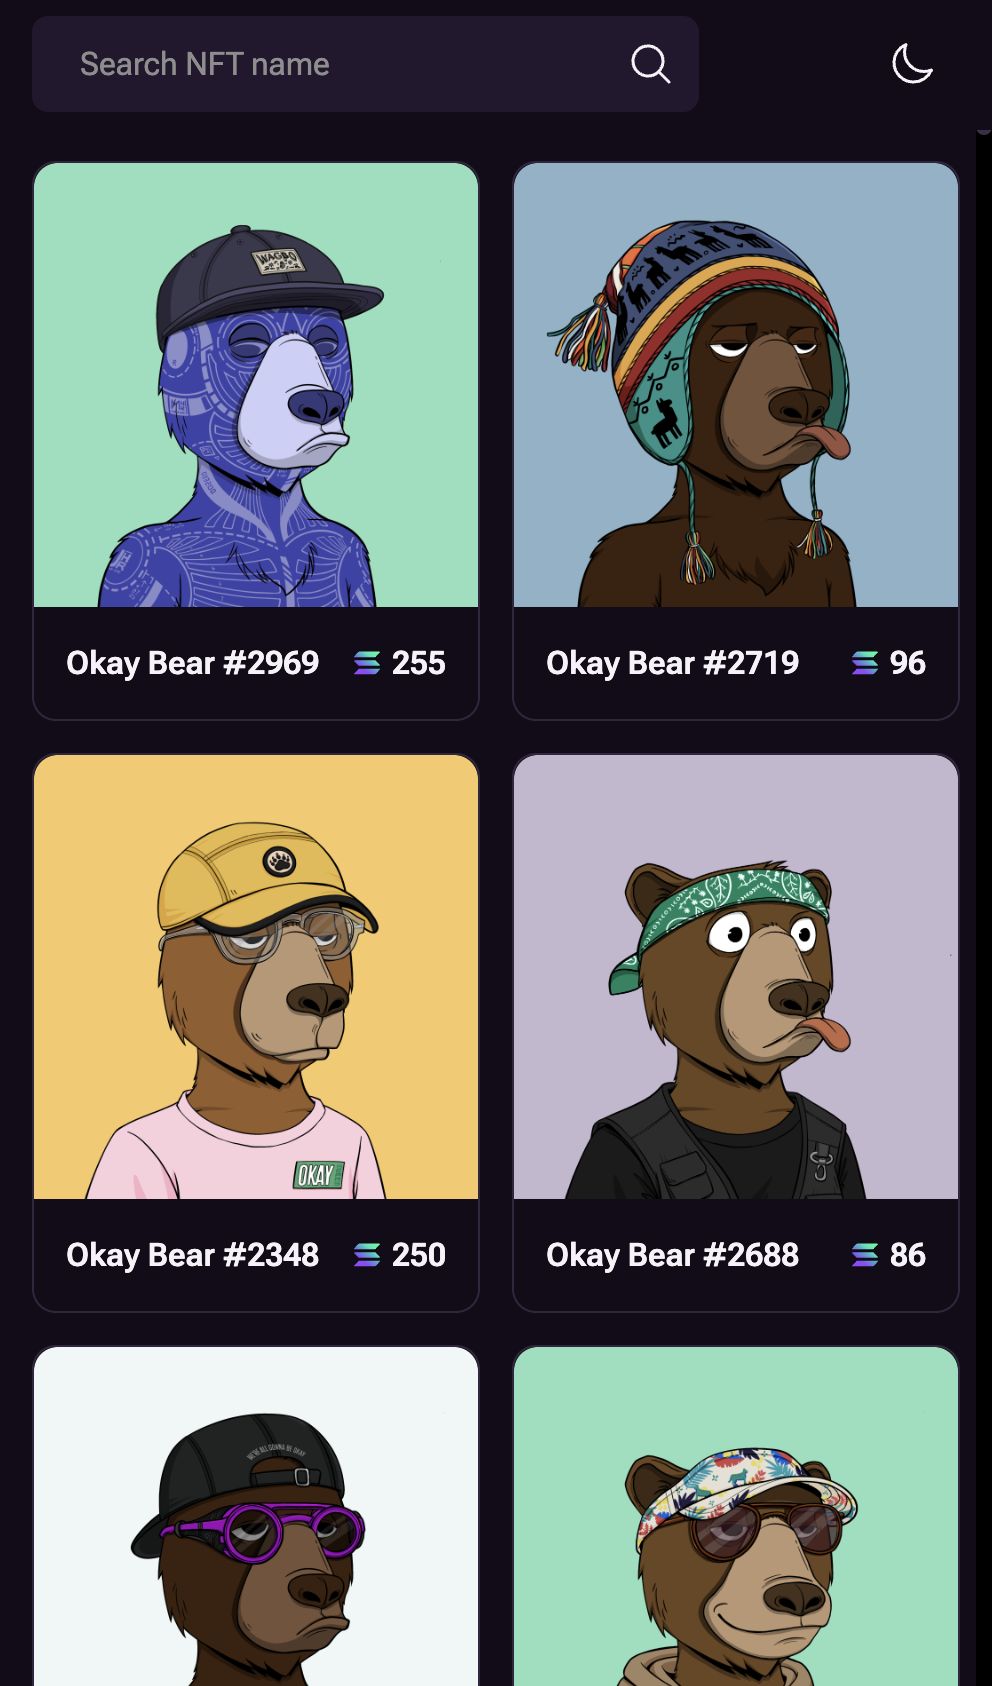 Search NFT name
WAGBO
Okay Bear #2969 255
Okay Bear #2719 96
OKAY
Okay Bear #2348 250
Okay Bear #2688 86
WE'RE ALL GONNA BE OKAY